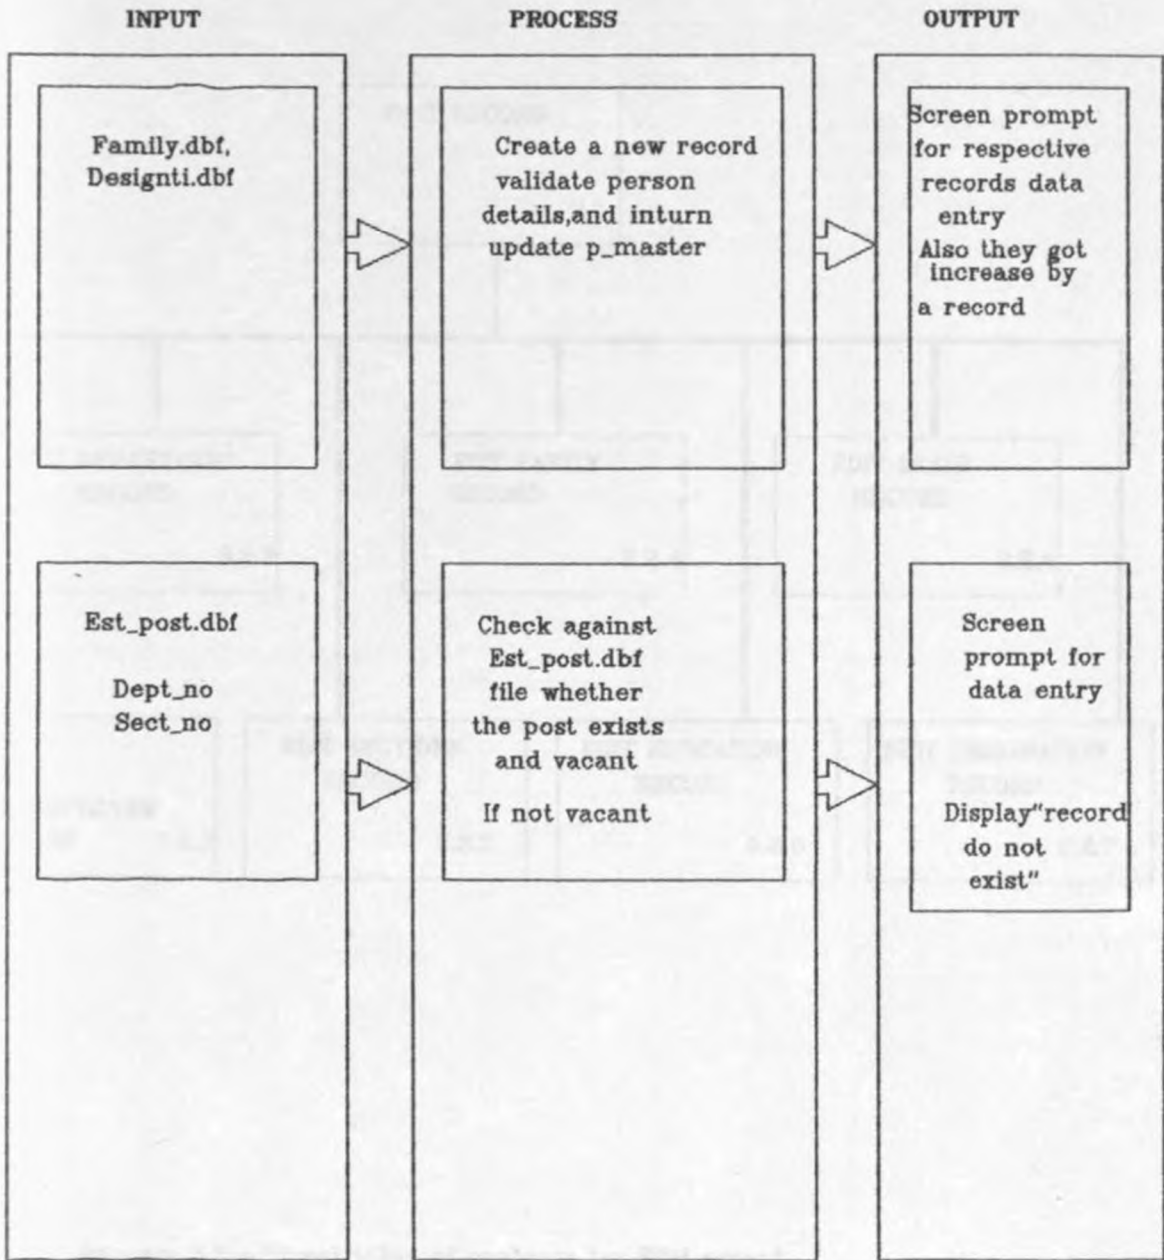 INPUT
PROCESS
OUTPUT
Family.dbf,
Designti.dbf
Create a new record
validate person
details,and inturn
update p_master
Screen prompt
for respective
records data
entry
Also they got
increase by
a record
Est_post.dbf
Dept_no
Sect_no
Check against
Est_post.dbf
file whether
the post exists
and vacant
If not vacant
Screen
prompt for
data entry
Display"record
do not
exist"